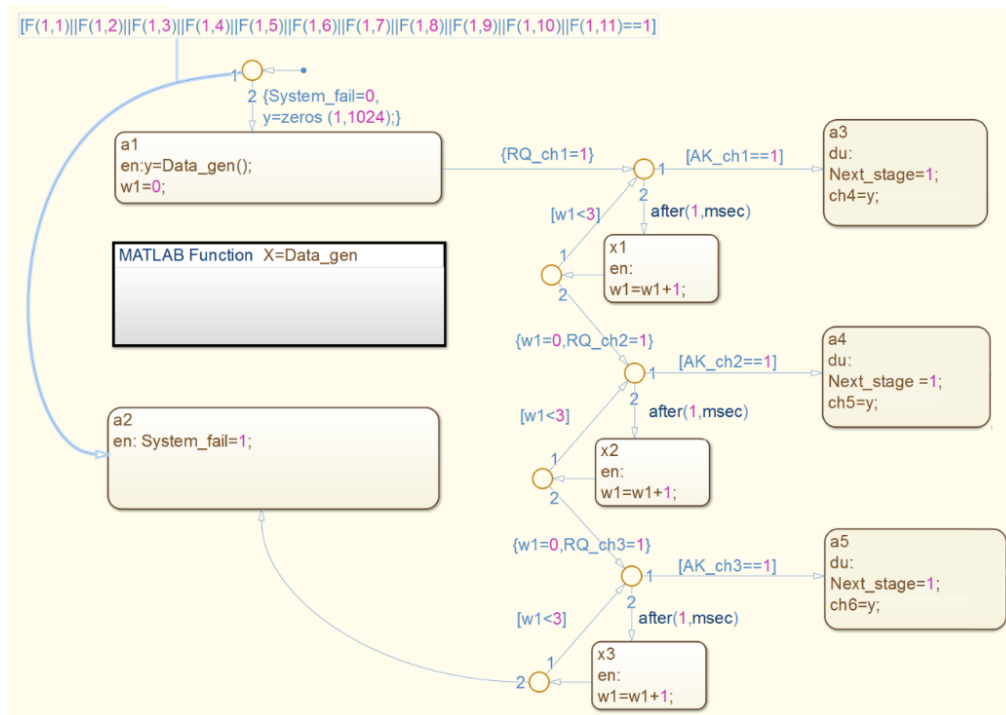 [F(1,1)||F(1,2)||F(1,3)||F(1,4)||F(1,5)||F(1,6)||F(1,7)||F(1,8)||F(1,9)||F(1,10)||F(1,11)==1]
1
2
{System_fail=0,
y=zeros (1,1024);}
a1
en:y=Data_gen();
w1=0;
{RQ_ch1=1}
1
[AK_ch1==1]
2
after(1,msec)
a3
du:
Next_stage=1;
ch4=y;
[w1<3]
1
2
x1
en:
w1=w1+1;
MATLAB Function X=Data_gen
{w1=0,RQ_ch2=1}
1
[AK_ch2==1]
2
after(1,msec)
a4
du:
Next_stage =1;
ch5=y;
[w1<3]
1
2
x2
en:
w1=w1+1;
a2
en: System_fail=1;
{w1=0,RQ_ch3=1}
1
[AK_ch3==1]
2
after(1,msec)
a5
du:
Next_stage=1;
ch6=y;
[w1<3]
1
2
x3
en:
w1=w1+1;